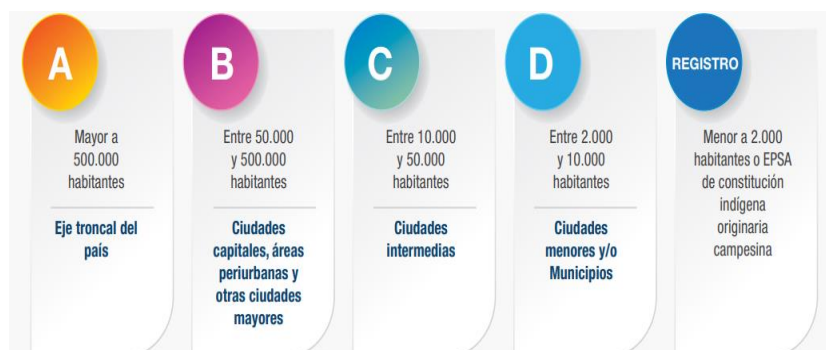 A
Mayor a
500.000
habitantes
Eje troncal del
país
B
Entre 50.000
y 500.000
habitantes
Ciudades
capitales, áreas
periurbanas y
otras ciudades
mayores
C
Entre 10.000
y 50.000
habitantes
Ciudades
intermedias
D
Entre 2.000
y 10.000
habitantes
Ciudades
menores y/o
Municipios
REGISTRO
Menor a 2.000
habitantes o EPSA
de constitución
indígena
originaria
campesina